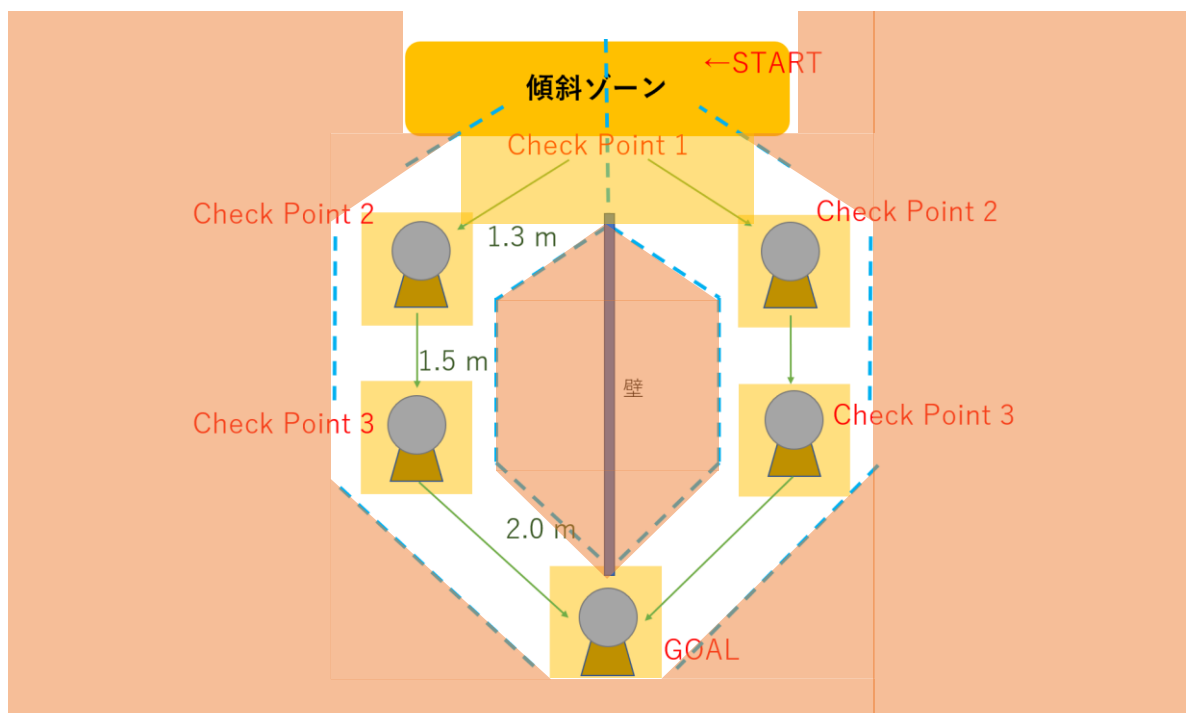 ←START
傾斜ゾーン
Check Point 1
Check Point 2
Check Point 2
1.3 m
1.5 m
壁
Check Point 3
Check Point 3
2.0 m
GOAL